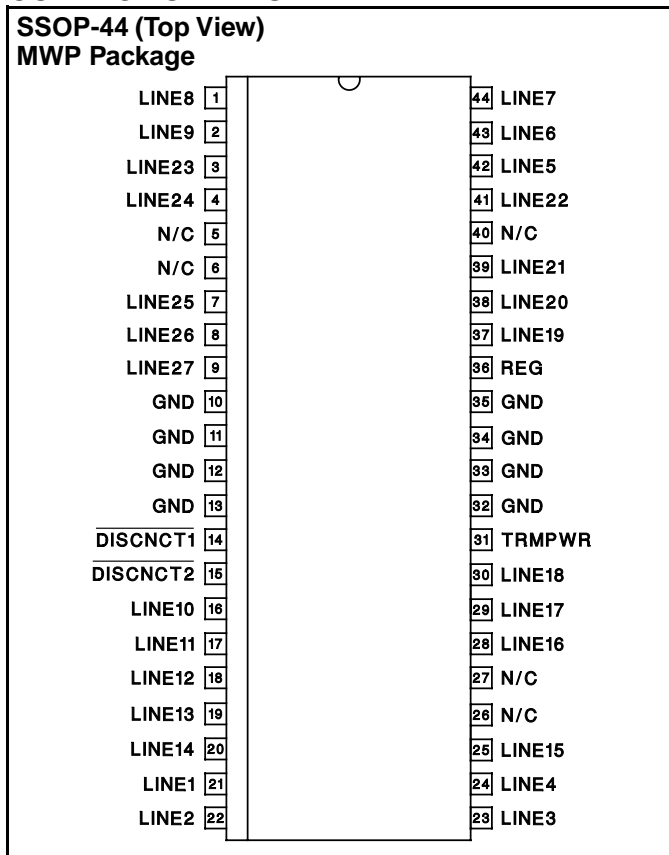 SSOP-44 (Top View)
MWP Package
LINE8 1 44 LINE7
LINE9 2 43 LINE6
LINE23 3 42 LINE5
LINE24 4 41 LINE22
N/C 5 40 N/C
N/C 6 39 LINE21
LINE25 7 38 LINE20
LINE26 8 37 LINE19
LINE27 9 36 REG
GND 10 35 GND
GND 11 34 GND
GND 12 33 GND
GND 13 32 GND
DISCNCT1 14 31 TRMPWR
DISCNCT2 15 30 LINE18
LINE10 16 29 LINE17
LINE11 17 28 LINE16
LINE12 18 27 N/C
LINE13 19 26 N/C
LINE14 20 25 LINE15
LINE1 21 24 LINE4
LINE2 22 23 LINE3